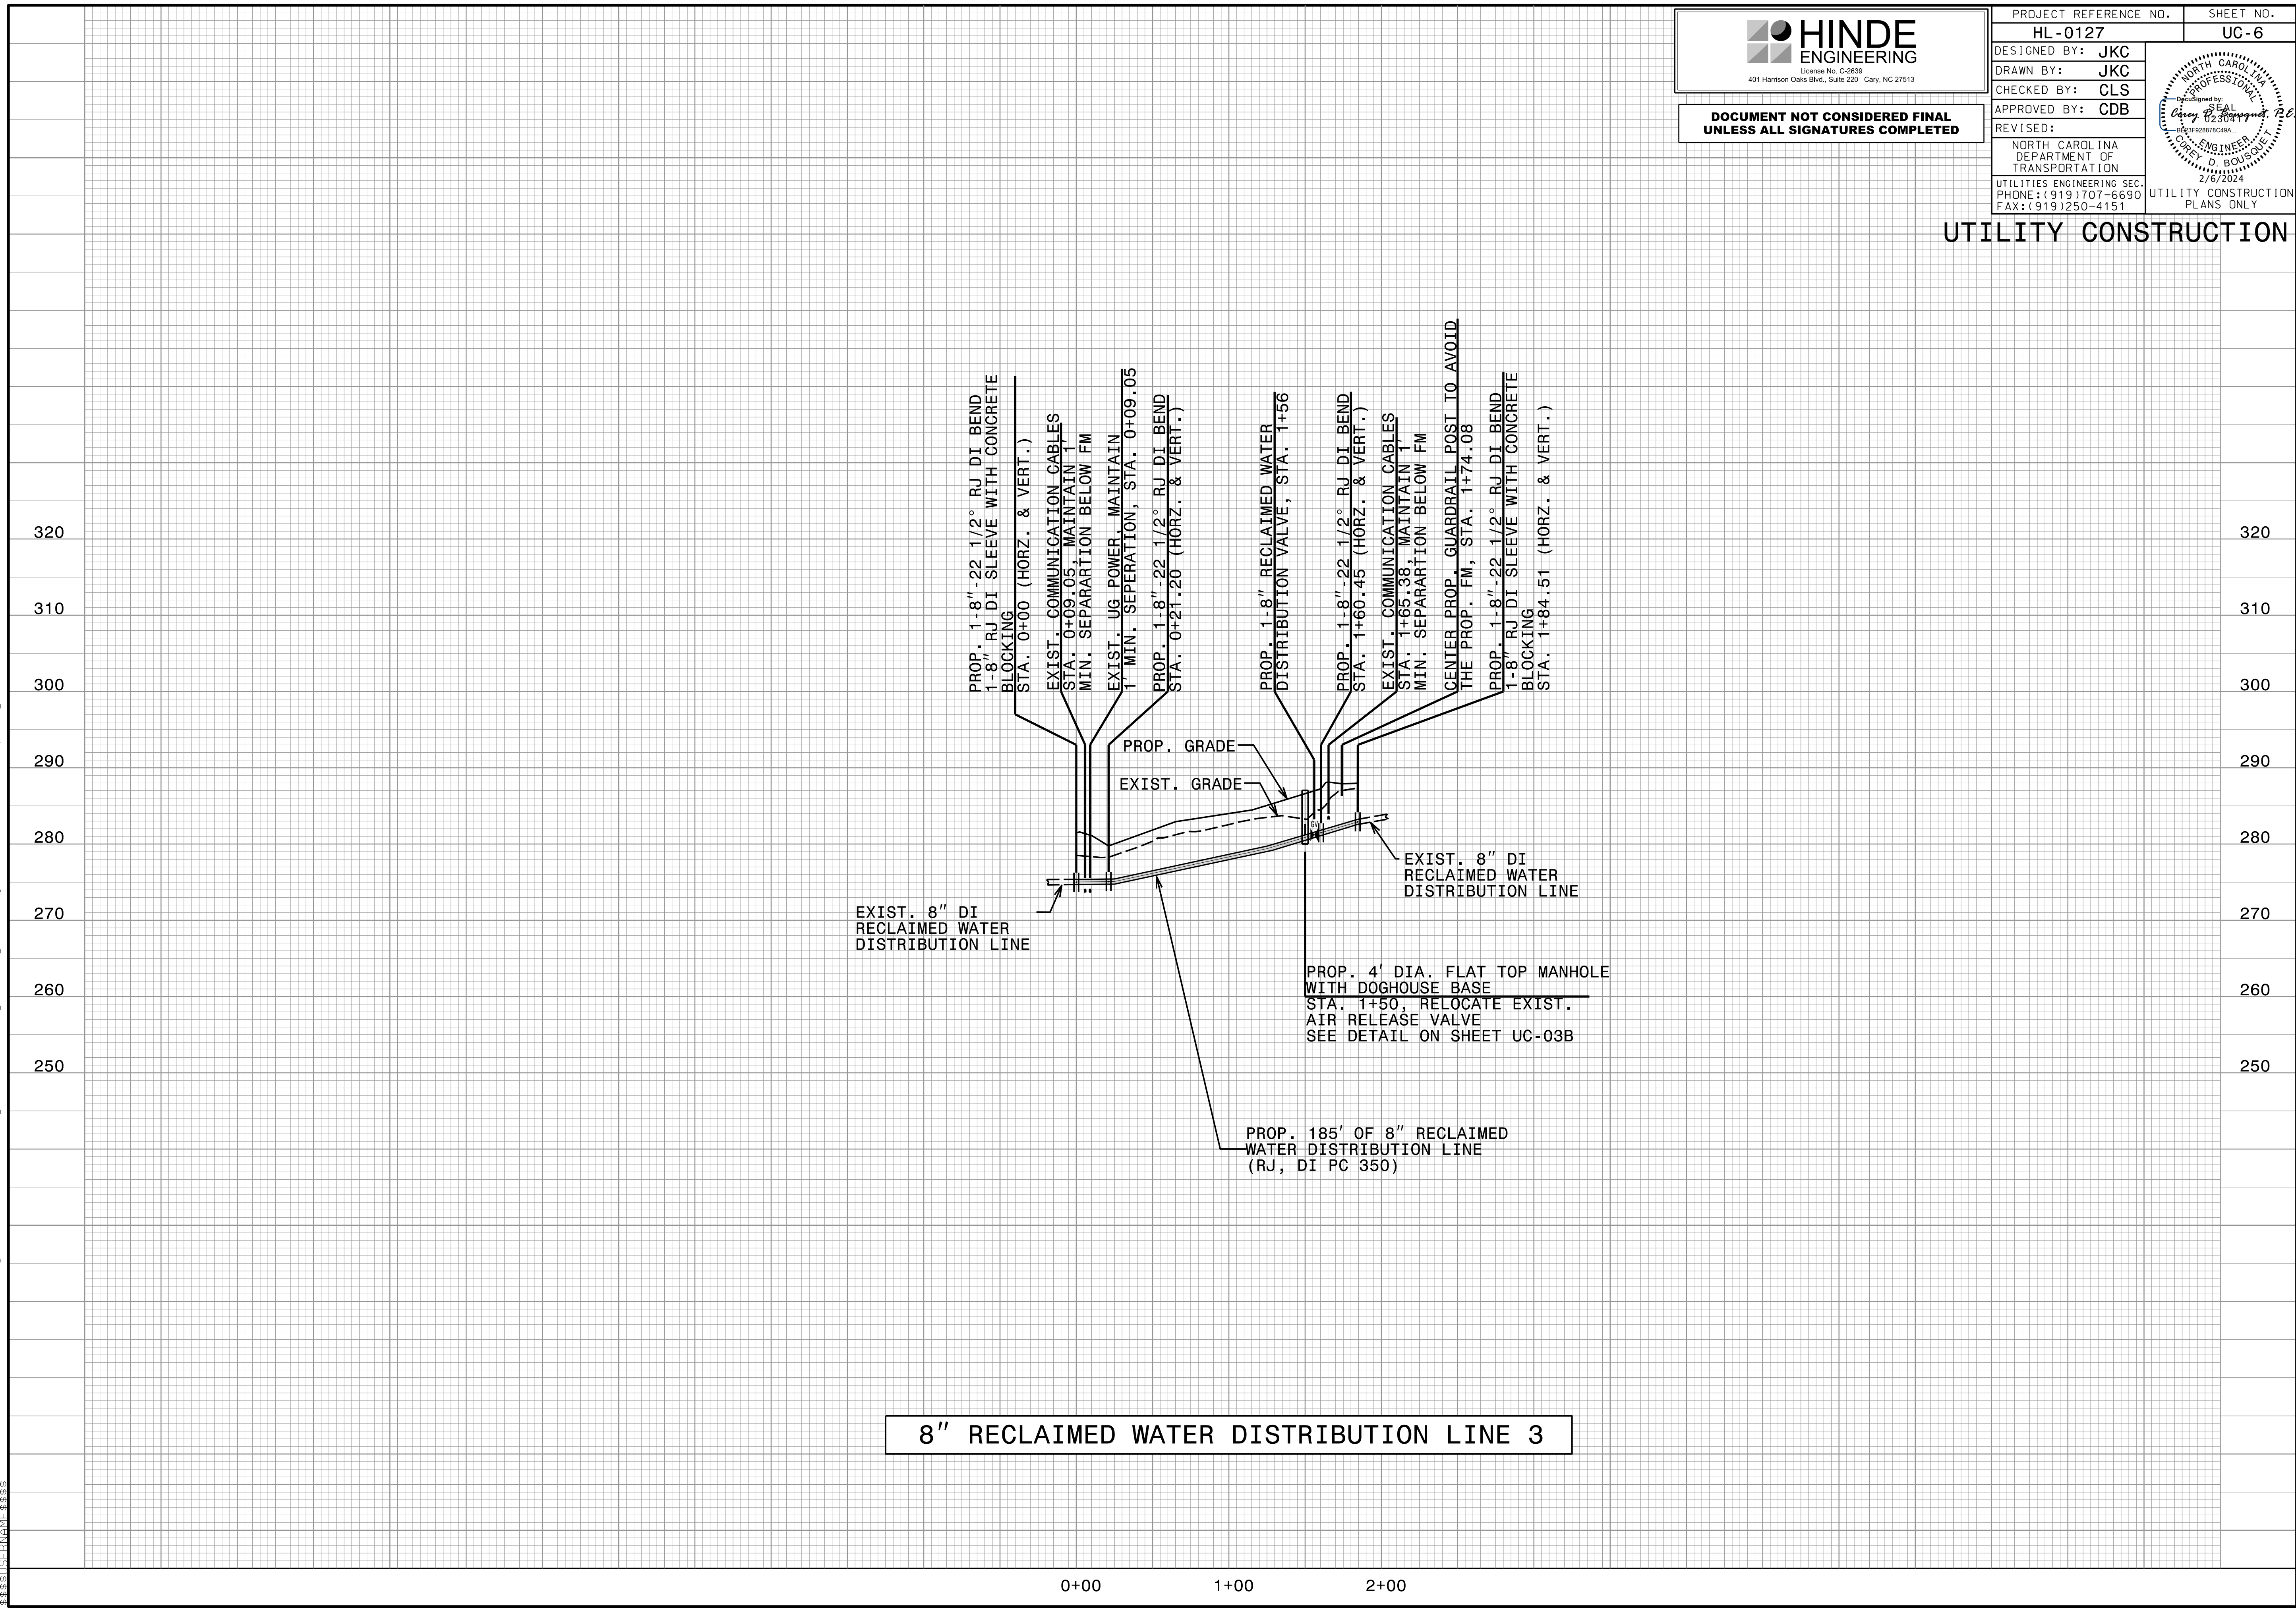 HINDE
ENGINEERING
License No. C-2639
401 Harrison Oaks Blvd., Suite 220 Cary, NC 27513
DOCUMENT NOT CONSIDERED FINAL
UNLESS ALL SIGNATURES COMPLETED
PROJECT REFERENCE NO.
SHEET NO.
HL-0127
UC-6
DESIGNED BY: JKC
DRAWN BY: JKC
CHECKED BY: CLS
APPROVED BY: CDB
REVISED:
NORTH CAROLINA
DEPARTMENT OF
TRANSPORTATION
UTILITIES ENGINEERING SEC.
PHONE:(919)707-6690
FAX:(919)250-4151
NORTH CAROLINA
PROFESSIONAL
DocuSigned by:
SEAL
Corey D. Bousquet, P.E.
023041
ENGINEER
COREY D. BOUSQUET
2/6/2024
UTILITY CONSTRUCTION
PLANS ONLY
UTILITY CONSTRUCTION
PROP. 1-8"-22 1/2° RJ DI BEND
1-8" RJ DI SLEEVE WITH CONCRETE
BLOCKING
STA. 0+00 (HORZ. & VERT.)
EXIST. COMMUNICATION CABLES
STA. 0+09.05, MAINTAIN 1'
MIN. SEPARARTION BELOW FM
EXIST. UG POWER, MAINTAIN
1' MIN. SEPERATION, STA. 0+09.05
PROP. 1-8"-22 1/2° RJ DI BEND
STA. 0+21.20 (HORZ. & VERT.)
PROP. 1-8" RECLAIMED WATER
DISTRIBUTION VALVE, STA. 1+56
PROP. 1-8"-22 1/2° RJ DI BEND
STA. 1+60.45 (HORZ. & VERT.)
EXIST. COMMUNICATION CABLES
STA. 1+65.38, MAINTAIN 1'
MIN. SEPARARTION BELOW FM
CENTER PROP. GUARDRAIL POST TO AVOID
THE PROP. FM, STA. 1+74.08
PROP. 1-8"-22 1/2° RJ DI BEND
1-8" RJ DI SLEEVE WITH CONCRETE
BLOCKING
STA. 1+84.51 (HORZ. & VERT.)
320
320
310
310
300
300
290
290
280
280
270
270
260
260
250
250
PROP. GRADE
EXIST. GRADE
GV
EXIST. 8" DI
RECLAIMED WATER
DISTRIBUTION LINE
EXIST. 8" DI
RECLAIMED WATER
DISTRIBUTION LINE
PROP. 4' DIA. FLAT TOP MANHOLE
WITH DOGHOUSE BASE
STA. 1+50, RELOCATE EXIST.
AIR RELEASE VALVE
SEE DETAIL ON SHEET UC-03B
PROP. 185' OF 8" RECLAIMED
WATER DISTRIBUTION LINE
(RJ, DI PC 350)
8" RECLAIMED WATER DISTRIBUTION LINE 3
0+00
1+00
2+00